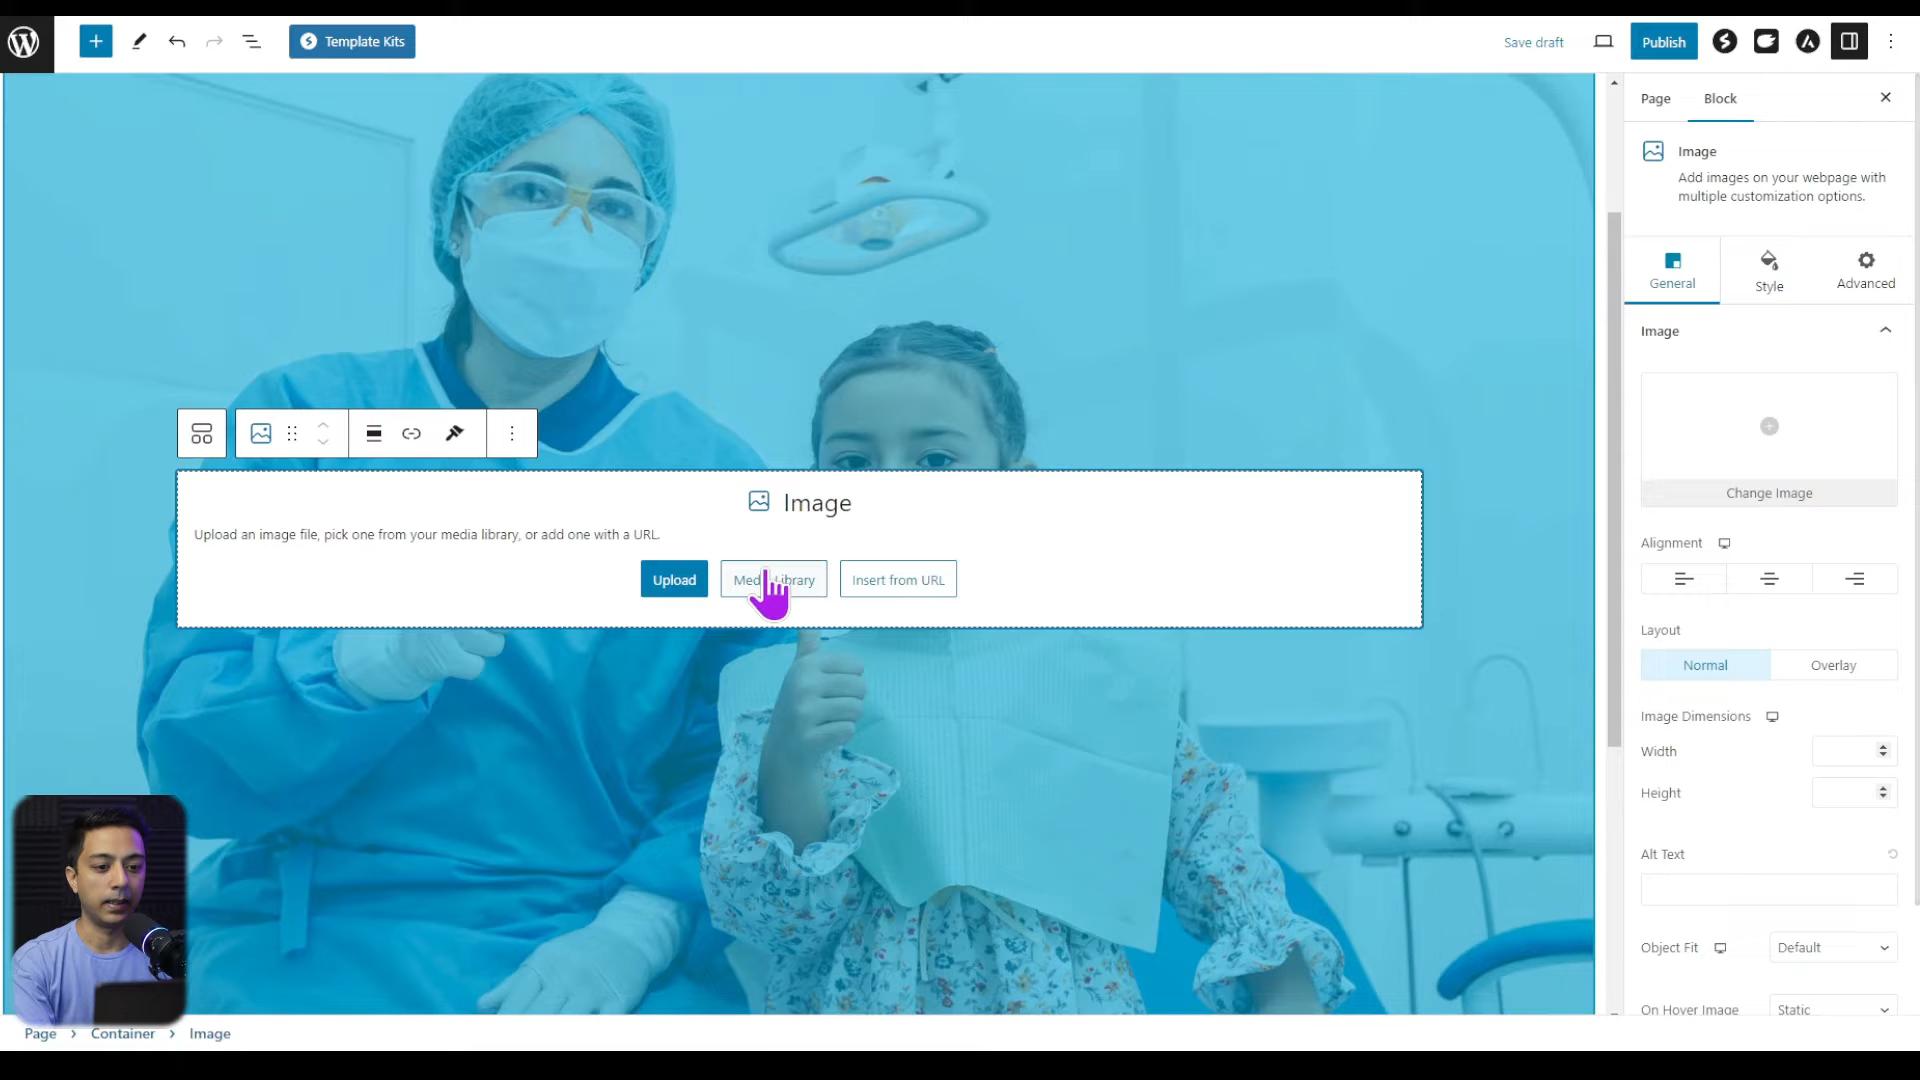 Template Kits
Save draft
Publish
Page
Block
Image
Add images on your webpage with
multiple customization options.
General
Style
Advanced
Image
Change Image
Alignment
Layout
Normal
Overlay
Image Dimensions
Width
Height
Alt Text
Object Fit
Default
On Hover Image
Static
Image
Upload an image file, pick one from your media library, or add one with a URL.
Upload
Media Library
Insert from URL
Page > Container > Image